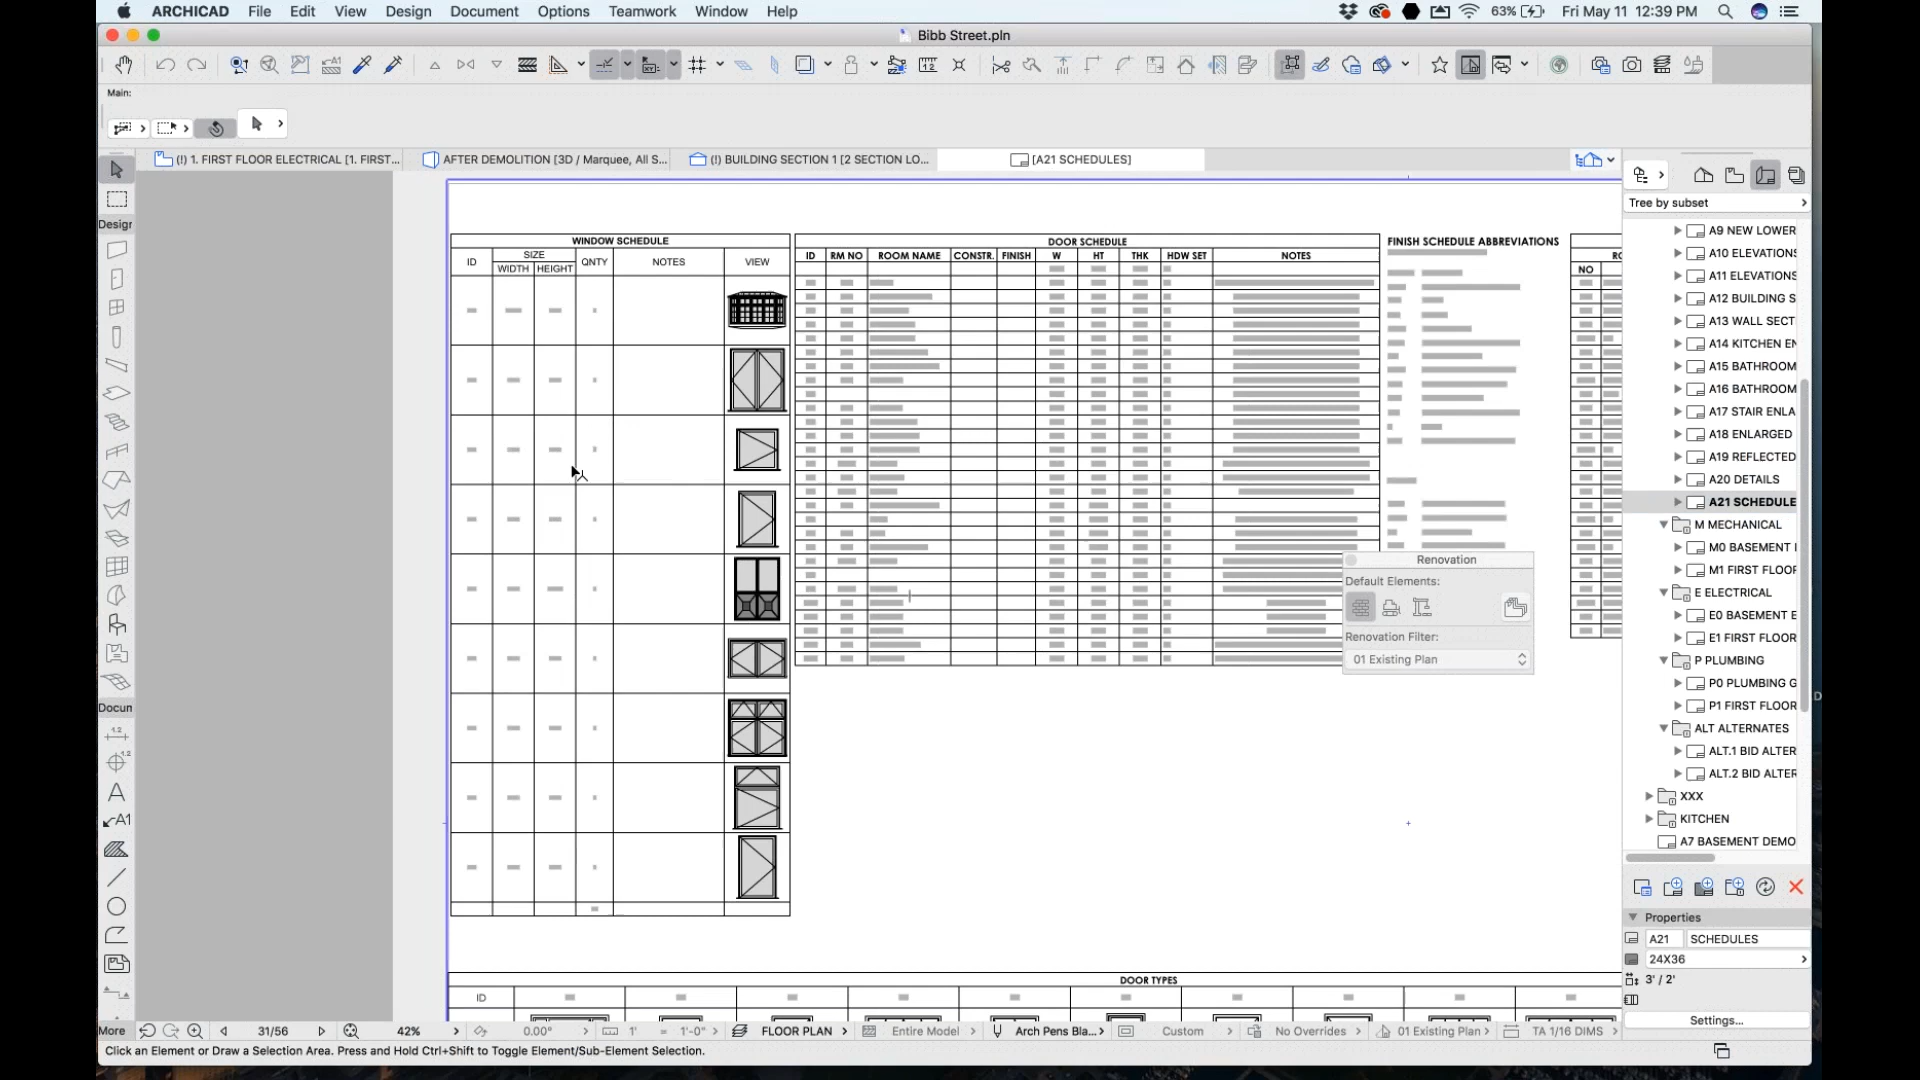 ARCHICAD File Edit View Design Document Options Teamwork Window Help
63% Fri May 11 12:39 PM
Bibb Street.pln
Main:
(!) 1. FIRST FLOOR ELECTRICAL [1. FIRST...
AFTER DEMOLITION [3D / Marquee, All S...
(!) BUILDING SECTION 1 [2 SECTION LO...
[A21 SCHEDULES]
Design
Docun
More
WINDOW SCHEDULE
ID SIZE QNTY NOTES VIEW
WIDTH HEIGHT
DOOR SCHEDULE
ID RM NO ROOM NAME CONSTR. FINISH W HT THK HDW SET NOTES
FINISH SCHEDULE ABBREVIATIONS
RO
NO
DOOR TYPES
ID
Renovation
Default Elements:
Renovation Filter:
01 Existing Plan
Tree by subset
A9 NEW LOWER
A10 ELEVATIONS
A11 ELEVATIONS
A12 BUILDING S
A13 WALL SECT
A14 KITCHEN EN
A15 BATHROOM
A16 BATHROOM
A17 STAIR ENLA
A18 ENLARGED
A19 REFLECTED
A20 DETAILS
A21 SCHEDULE
M MECHANICAL
M0 BASEMENT
M1 FIRST FLOOR
E ELECTRICAL
E0 BASEMENT E
E1 FIRST FLOOR
P PLUMBING
P0 PLUMBING G
P1 FIRST FLOOR
ALT ALTERNATES
ALT.1 BID ALTER
ALT.2 BID ALTER
XXX
KITCHEN
A7 BASEMENT DEMO
Properties
A21 SCHEDULES
24X36
3' / 2'
Settings...
31/56 42% 0.00° 1' = 1'-0" FLOOR PLAN Entire Model Arch Pens Bla... Custom No Overrides 01 Existing Plan TA 1/16 DIMS
Click an Element or Draw a Selection Area. Press and Hold Ctrl+Shift to Toggle Element/Sub-Element Selection.